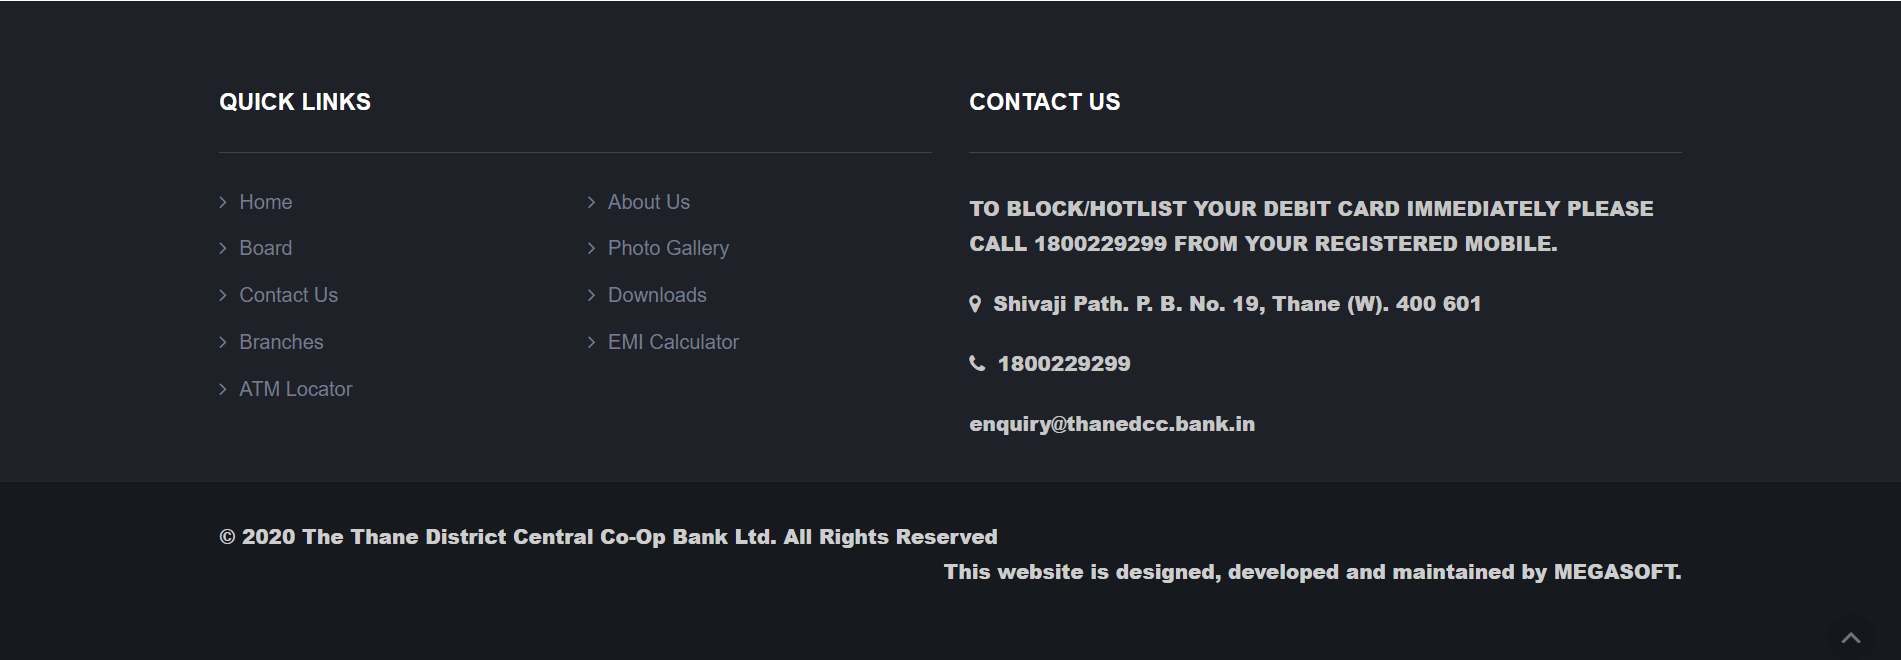 QUICK LINKS
Home
Board
Contact Us
Branches
ATM Locator
About Us
Photo Gallery
Downloads
EMI Calculator
CONTACT US
TO BLOCK/HOTLIST YOUR DEBIT CARD IMMEDIATELY PLEASE
CALL 1800229299 FROM YOUR REGISTERED MOBILE.
Shivaji Path. P. B. No. 19, Thane (W). 400 601
1800229299
enquiry@thanedcc.bank.in
© 2020 The Thane District Central Co-Op Bank Ltd. All Rights Reserved
This website is designed, developed and maintained by MEGASOFT.